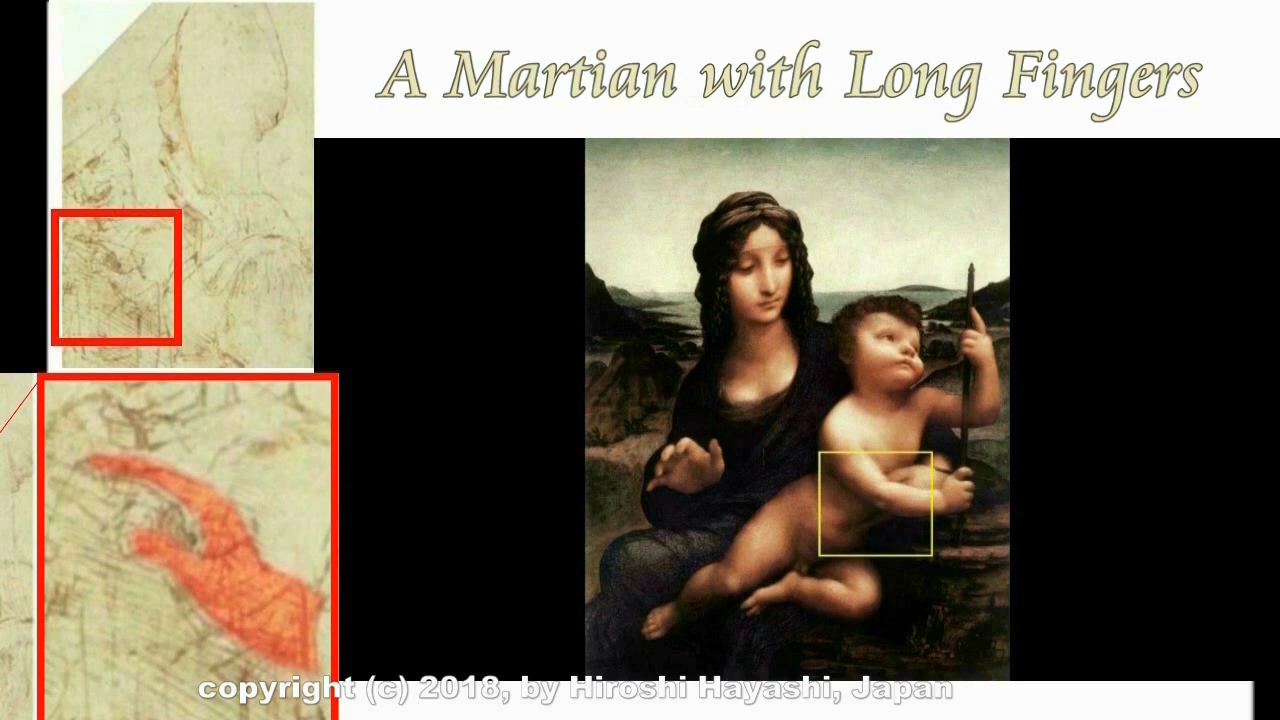 A Martian with Long Fingers
copyright (c) 2018, by Hiroshi Hayashi, Japan